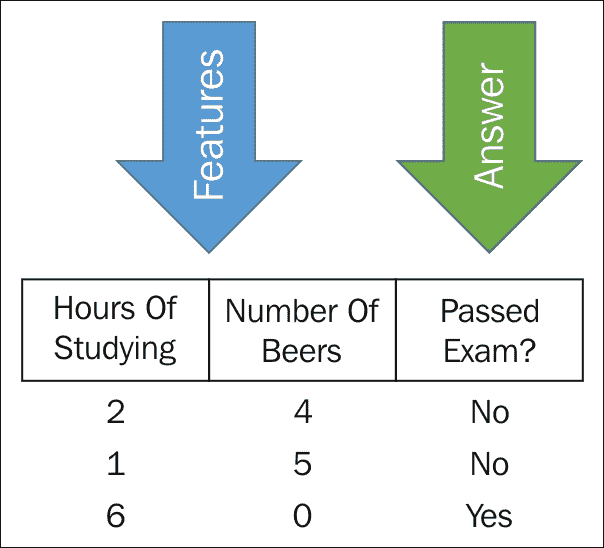 Features
Answer
Hours Of
Studying
Number Of
Beers
Passed
Exam?
2 4 No
1 5 No
6 0 Yes